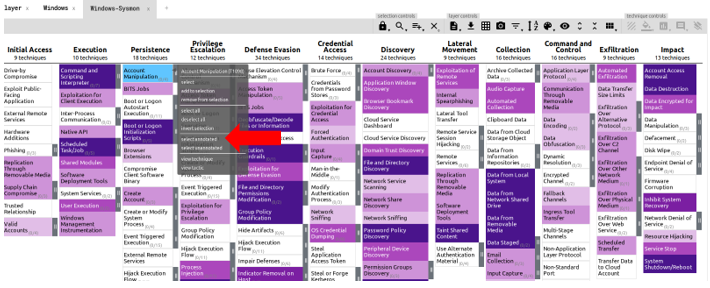 layer x Windows x Windows-Sysmon x
selection controls
layer controls
technique controls
Initial Access
9 techniques
Drive-by
Compromise
Exploit Public-
Facing
Application
External Remote
Services
Hardware
Additions
Phishing
Replication
Through
Removable Media
Supply Chain
Compromise
Trusted
Relationship
Valid
Accounts
Execution
10 techniques
Command and
Scripting
Interpreter
Exploitation for
Client Execution
Inter-Process
Communication
Native API
Scheduled
Task/Job
Shared Modules
Software
Deployment Tools
System Services
User Execution
Windows
Management
Instrumentation
Persistence
18 techniques
Account
Manipulation
BITS Jobs
Boot or Logon
Autostart
Execution
Boot or Logon
Initialization
Scripts
Browser
Extensions
Compromise
Client Software
Binary
Create
Account
Create or Modify
System
Process
Event Triggered
Execution
External Remote
Services
Hijack Execution
Flow
Privilege
Escalation
12 techniques
Account Manipulation (T1098)
select
add to selection
remove from selection
select all
deselect all
invert selection
select annotated
select unannotated
view technique
view tactic
Event Triggered
Execution
Exploitation for
Privilege
Escalation
Group Policy
Modification
Hijack Execution
Flow
Process
Injection
Defense Evasion
34 techniques
Elevation Control
Access Token
Manipulation
Jobs
Deobfuscate/Decode
Files or Information
Execution
Guardrails
Exploitation for
Defense Evasion
File and Directory
Permissions
Modification
Group Policy
Modification
Hide Artifacts
Hijack Execution
Flow
Impair Defenses
Indicator Removal on
Host
Credential
Access
14 techniques
Brute Force
Credentials
From Password
Stores
Exploitation for
Credential
Access
Forced
Authentication
Input
Capture
Man-in-the-
Middle
Modify
Authentication
Process
Network
Sniffing
OS Credential
Dumping
Steal
Application
Access Token
Steal or Forge
Kerberos
Discovery
24 techniques
Account Discovery
Application Window
Discovery
Browser Bookmark
Discovery
Cloud Service
Dashboard
Cloud Service Discovery
Domain Trust Discovery
File and Directory
Discovery
Network Service
Scanning
Network Share
Discovery
Network Sniffing
Password Policy
Discovery
Peripheral Device
Discovery
Permission Groups
Discovery
Lateral
Movement
9 techniques
Exploitation of
Remote
Services
Internal
Spearphishing
Lateral Tool
Transfer
Remote Service
Session
Hijacking
Remote
Services
Replication
Through
Removable
Media
Software
Deployment
Tools
Taint Shared
Content
Use Alternate
Authentication
Material
Collection
16 techniques
Archive Collected
Data
Audio Capture
Automated
Collection
Clipboard Data
Data from Cloud
Storage Object
Data from
Information
Repositories
Data from Local
System
Data from
Network Shared
Drive
Data from
Removable
Media
Data Staged
Email
Collection
Input Capture
Command and
Control
16 techniques
Application Layer
Protocol
Communication
Through
Removable Media
Data
Encoding
Data
Obfuscation
Dynamic
Resolution
Encrypted
Channel
Fallback
Channels
Ingress Tool
Transfer
Multi-Stage
Channels
Non-Application
Layer Protocol
Non-Standard
Port
Exfiltration
9 techniques
Automated
Exfiltration
Data Transfer
Size Limits
Exfiltration
Over
Alternative
Protocol
Exfiltration
Over C2
Channel
Exfiltration
Over Other
Network
Medium
Exfiltration
Over Physical
Medium
Exfiltration
Over Web
Service
Scheduled
Transfer
Transfer Data
to Cloud
Account
Impact
13 techniques
Account Access
Removal
Data Destruction
Data Encrypted for
Impact
Data
Manipulation
Defacement
Disk Wipe
Endpoint Denial of
Service
Firmware
Corruption
Inhibit System
Recovery
Network Denial of
Service
Resource Hijacking
Service Stop
System
Shutdown/Reboot